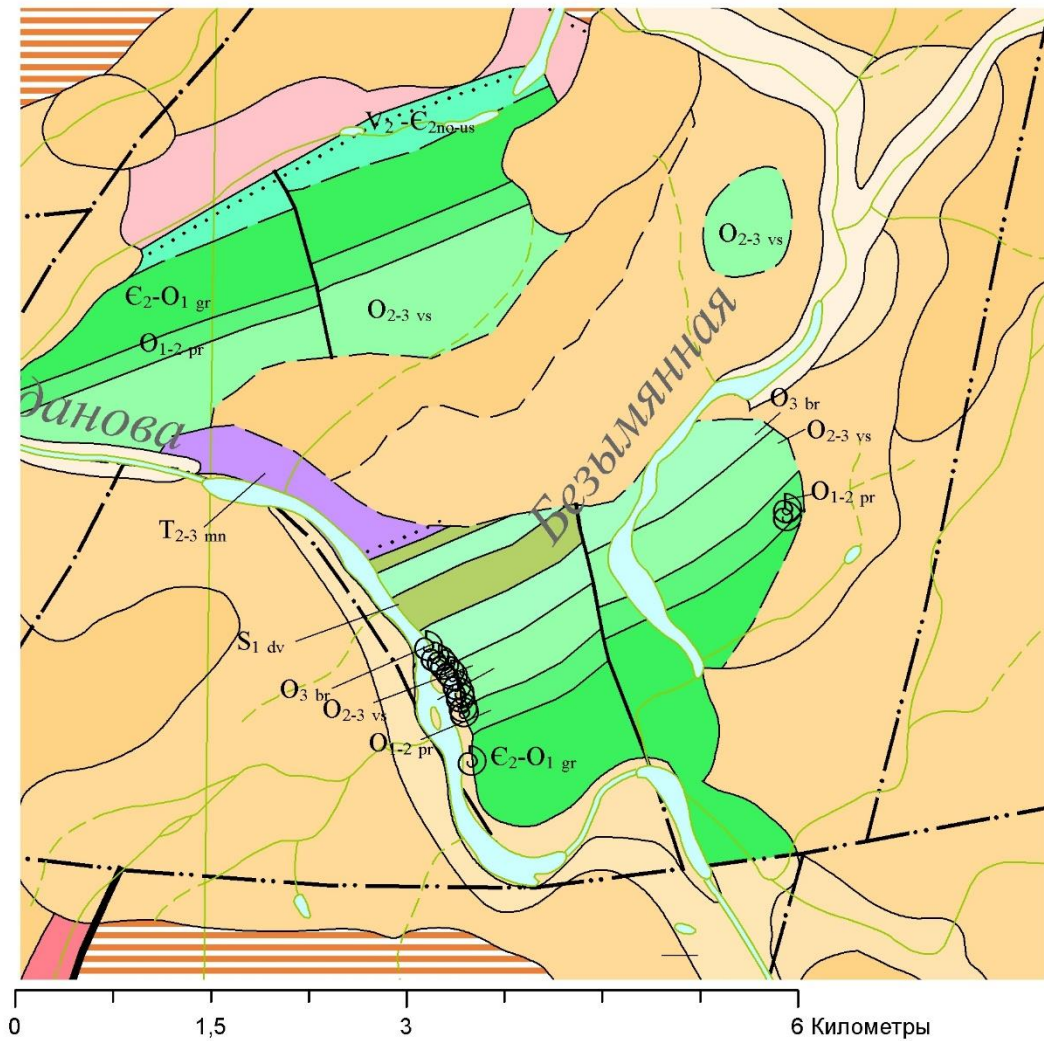 V₂ -Є₂no-us
O₂₋₃ vs
Є₂-O₁ gr
O₂₋₃ vs
O₁₋₂ pr
данова
Безымянная
O₃ br
O₂₋₃ vs
O₁₋₂ pr
T₂₋₃ mn
S₁ dv
O₃ br
O₂₋₃ vs
O₁₋₂ pr
Є₂-O₁ gr
0 1,5 3 6 Километры